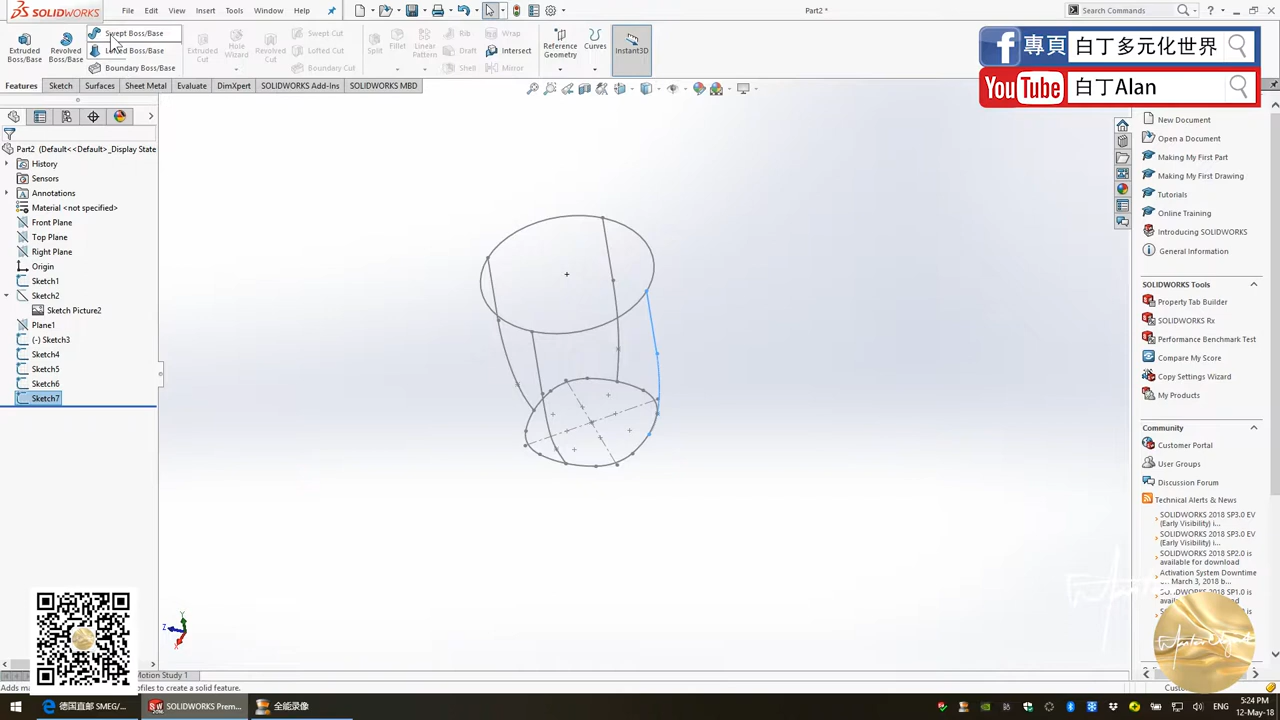 SOLIDWORKS
File Edit View Insert Tools Window Help
Part2 *
Search Commands
Extruded Boss/Base
Revolved Boss/Base
Swept Boss/Base
Lofted Boss/Base
Boundary Boss/Base
Extruded Cut
Hole Wizard
Revolved Cut
Swept Cut
Lofted Cut
Boundary Cut
Fillet
Linear Pattern
Rib
Draft
Shell
Wrap
Intersect
Mirror
Reference Geometry
Curves
Instant3D
專頁 白丁多元化世界
YouTube 白丁Alan
Features Sketch Surfaces Sheet Metal Evaluate DimXpert SOLIDWORKS Add-Ins SOLIDWORKS MBD
Part2 (Default<<Default>_Display State
History
Sensors
Annotations
Material <not specified>
Front Plane
Top Plane
Right Plane
Origin
Sketch1
Sketch2
Sketch Picture2
Plane1
(-) Sketch3
Sketch4
Sketch5
Sketch6
Sketch7
New Document
Open a Document
Making My First Part
Making My First Drawing
Tutorials
Online Training
Introducing SOLIDWORKS
General Information
SOLIDWORKS Tools
Property Tab Builder
SOLIDWORKS Rx
Performance Benchmark Test
Compare My Score
Copy Settings Wizard
My Products
Community
Customer Portal
User Groups
Discussion Forum
Technical Alerts & News
SOLIDWORKS 2018 SP3.0 EV
(Early Visibility) i...
SOLIDWORKS 2018 SP3.0 EV
(Early Visibility) i...
SOLIDWORKS 2018 SP2.0 is
available for download
Activation System Downtime
March 3, 2018 b...
Y
Z
X
Motion Study 1
Adds ma
ofiles to create a solid feature.
德国直邮 SMEG/...
SOLIDWORKS Prem...
全能录像
ENG
5:24 PM
12-May-18